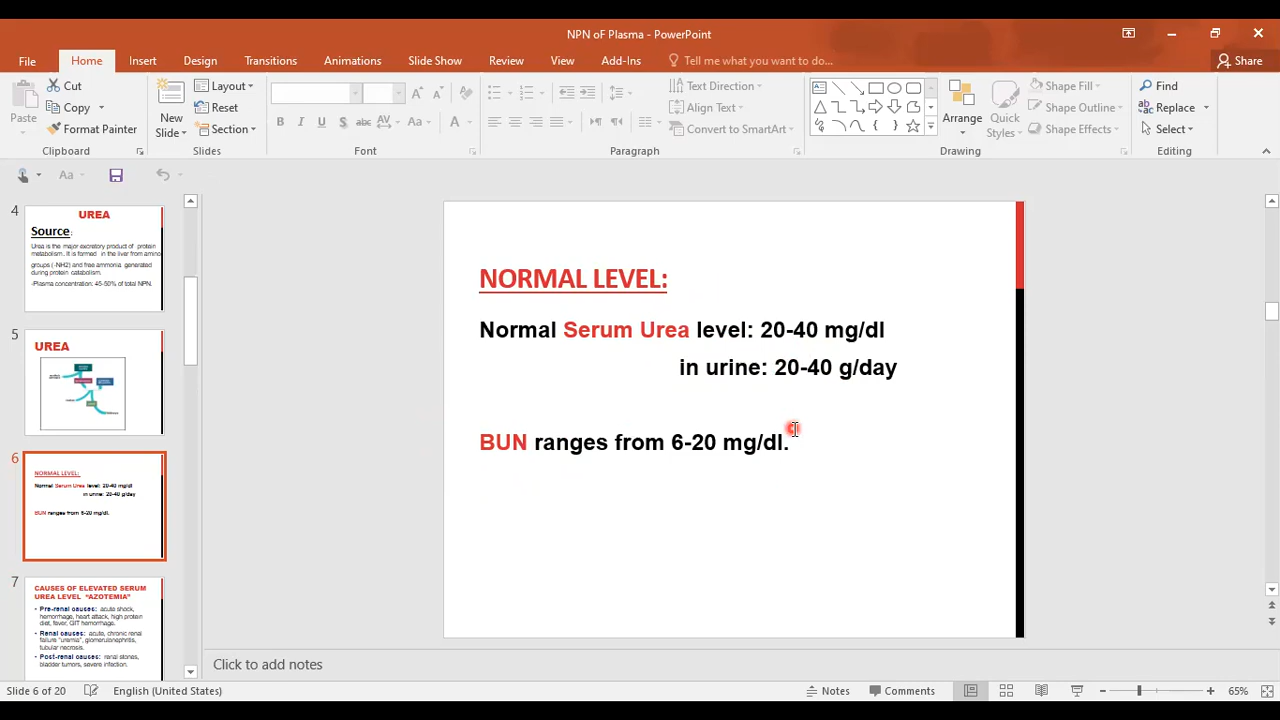 NPN oF Plasma - PowerPoint
File Home Insert Transitions Design Animations Slide Show Review View Add-Ins Tell me what you want to do... Share
Paste Cut Copy Format Painter
New Slide Layout Reset Section
B I U S abc AV Aa A
Text Direction Align Text Convert to SmartArt
Arrange Quick Styles Shape Fill Shape Outline Shape Effects
Find Replace Select
Clipboard Slides Font Paragraph Drawing Editing
Aa
4
UREA
Source:
Urea is the major excretory product of protein
metabolism. It is formed in the liver from amino
groups (-NH2) and free ammonia generated
during protein catabolism.
-Plasma concentration: 45-50% of total NPN.
5
UREA
6
NORMAL LEVEL:
Normal Serum Urea level: 20-40 mg/dl
in urine: 20-40 g/day
BUN ranges from 6-20 mg/dl.
7
CAUSES OF ELEVATED SERUM
UREA LEVEL "AZOTEMIA"
• Pre-renal causes: acute shock,
hemorrhage, heart attack, high protein
diet, fever, GIT hemorrhage.
• Renal causes: acute, chronic renal
failure "uremia", glomerulonephritis,
tubular necrosis.
• Post-renal causes: renal stones,
bladder tumors, severe infection.
NORMAL LEVEL:
Normal Serum Urea level: 20-40 mg/dl
in urine: 20-40 g/day
BUN ranges from 6-20 mg/dl.
Click to add notes
Slide 6 of 20 English (United States) Notes Comments 65%